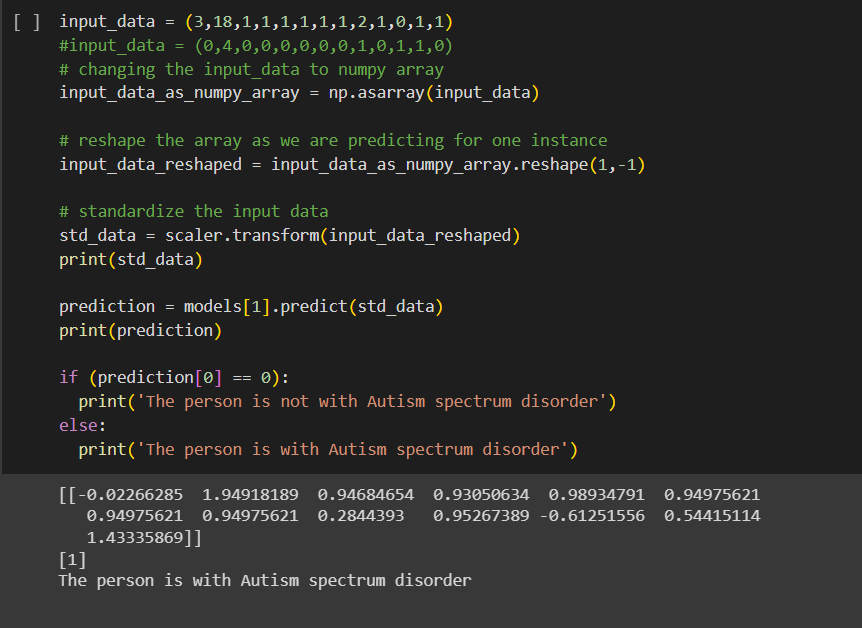 [ ] input_data = (3,18,1,1,1,1,1,1,2,1,0,1,1)
#input_data = (0,4,0,0,0,0,0,0,1,0,1,1,0)
# changing the input_data to numpy array
input_data_as_numpy_array = np.asarray(input_data)
# reshape the array as we are predicting for one instance
input_data_reshaped = input_data_as_numpy_array.reshape(1,-1)
# standardize the input data
std_data = scaler.transform(input_data_reshaped)
print(std_data)
prediction = models[1].predict(std_data)
print(prediction)
if (prediction[0] == 0):
  print('The person is not with Autism spectrum disorder')
else:
  print('The person is with Autism spectrum disorder')
[[-0.02266285  1.94918189  0.94684654  0.93050634  0.98934791  0.94975621
   0.94975621  0.94975621  0.2844393   0.95267389 -0.61251556  0.54415114
   1.43335869]]
[1]
The person is with Autism spectrum disorder